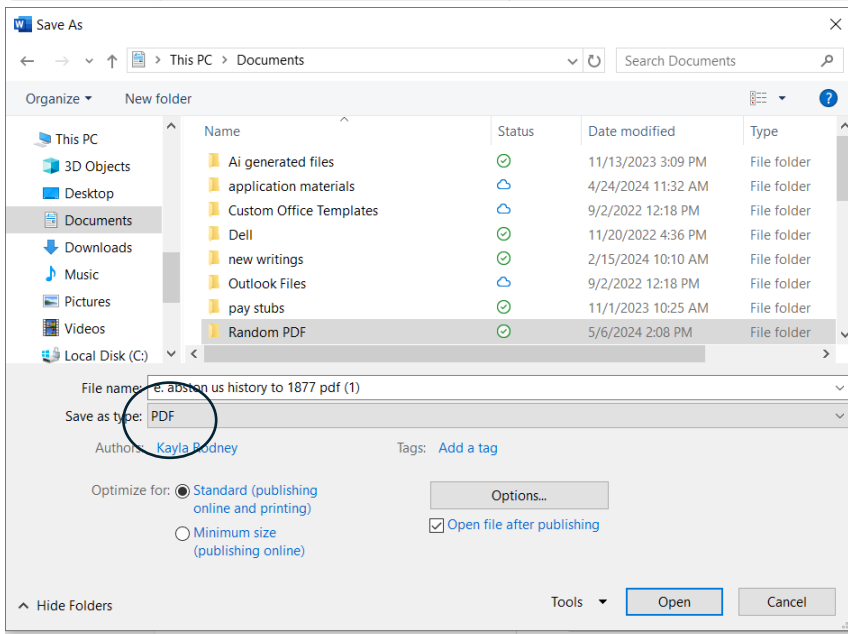 Save As
This PC > Documents
Search Documents
Organize
New folder
?
Name Status Date modified Type
This PC
3D Objects
Desktop
Documents
Downloads
Music
Pictures
Videos
Local Disk (C:)
Ai generated files 11/13/2023 3:09 PM File folder
application materials 4/24/2024 11:32 AM File folder
Custom Office Templates 9/2/2022 12:18 PM File folder
Dell 11/20/2022 4:36 PM File folder
new writings 2/15/2024 10:10 AM File folder
Outlook Files 9/2/2022 12:18 PM File folder
pay stubs 11/1/2023 10:25 AM File folder
Random PDF 5/6/2024 2:08 PM File folder
File name: e. abston us history to 1877 pdf (1)
Save as type: PDF
Authors: Kayla Rodney Tags: Add a tag
Optimize for: Standard (publishing
online and printing)
Minimum size
(publishing online)
Options...
Open file after publishing
Hide Folders
Tools Open Cancel